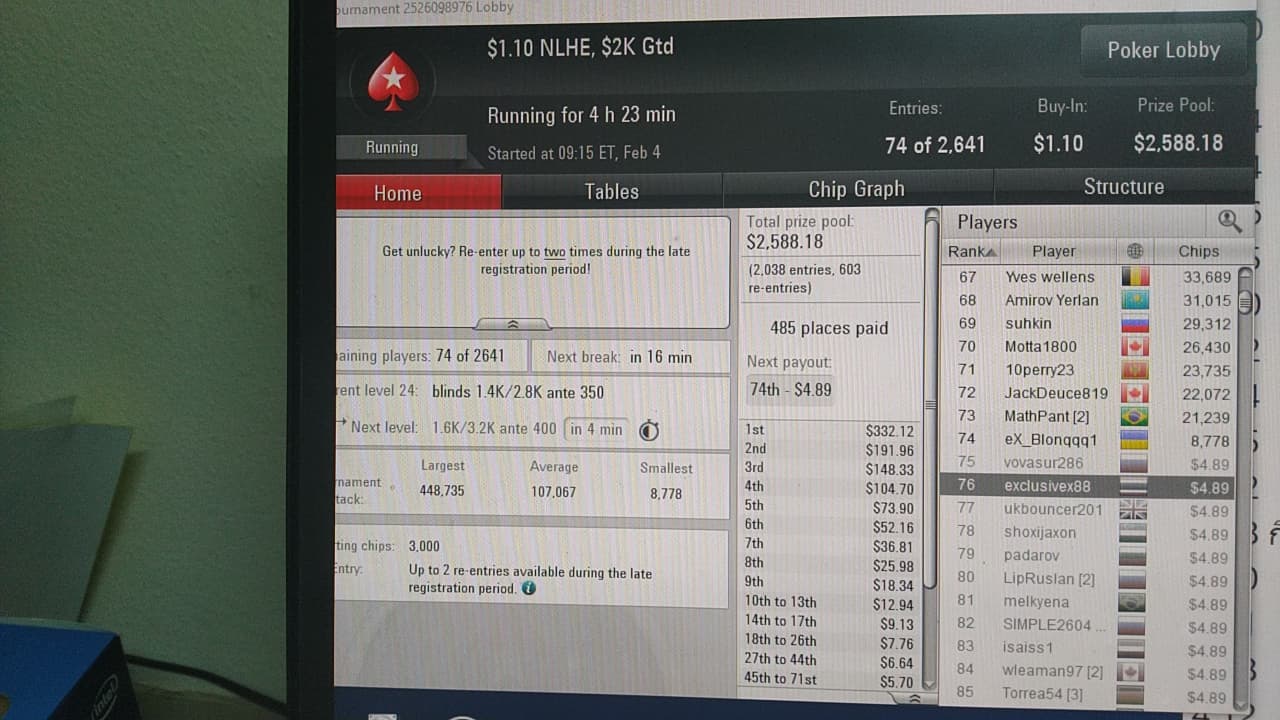 ournament 2526098976 Lobby
$1.10 NLHE, $2K Gtd
Poker Lobby
Running for 4 h 23 min
Entries:
Buy-In:
Prize Pool:
Running
Started at 09:15 ET, Feb 4
74 of 2,641
$1.10
$2,588.18
Home
Tables
Chip Graph
Structure
Get unlucky? Re-enter up to two times during the late
registration period!
aining players: 74 of 2641
Next break: in 16 min
rent level 24: blinds 1.4K/2.8K ante 350
Next level: 1.6K/3.2K ante 400 in 4 min
Largest Average Smallest
nament
tack:
448,735 107,067 8,778
ting chips: 3,000
Entry: Up to 2 re-entries available during the late
registration period.
Total prize pool:
$2,588.18
(2,038 entries, 603
re-entries)
485 places paid
Next payout:
74th - $4.89
1st $332.12
2nd $191.96
3rd $148.33
4th $104.70
5th $73.90
6th $52.16
7th $36.81
8th $25.98
9th $18.34
10th to 13th $12.94
14th to 17th $9.13
18th to 26th $7.76
27th to 44th $6.64
45th to 71st $5.70
Players
Rank Player Chips
67 Yves wellens 33,689
68 Amirov Yerlan 31,015
69 suhkin 29,312
70 Motta1800 26,430
71 10perry23 23,735
72 JackDeuce819 22,072
73 MathPant [2] 21,239
74 eX_Blonqqq1 8,778
75 vovasur286 $4.89
76 exclusivex88 $4.89
77 ukbouncer201 $4.89
78 shoxijaxon $4.89
79 padarov $4.89
80 LipRuslan [2] $4.89
81 melkyena $4.89
82 SIMPLE2604 ... $4.89
83 isaiss1 $4.89
84 wleaman97 [2] $4.89
85 Torrea54 [3] $4.89
intel